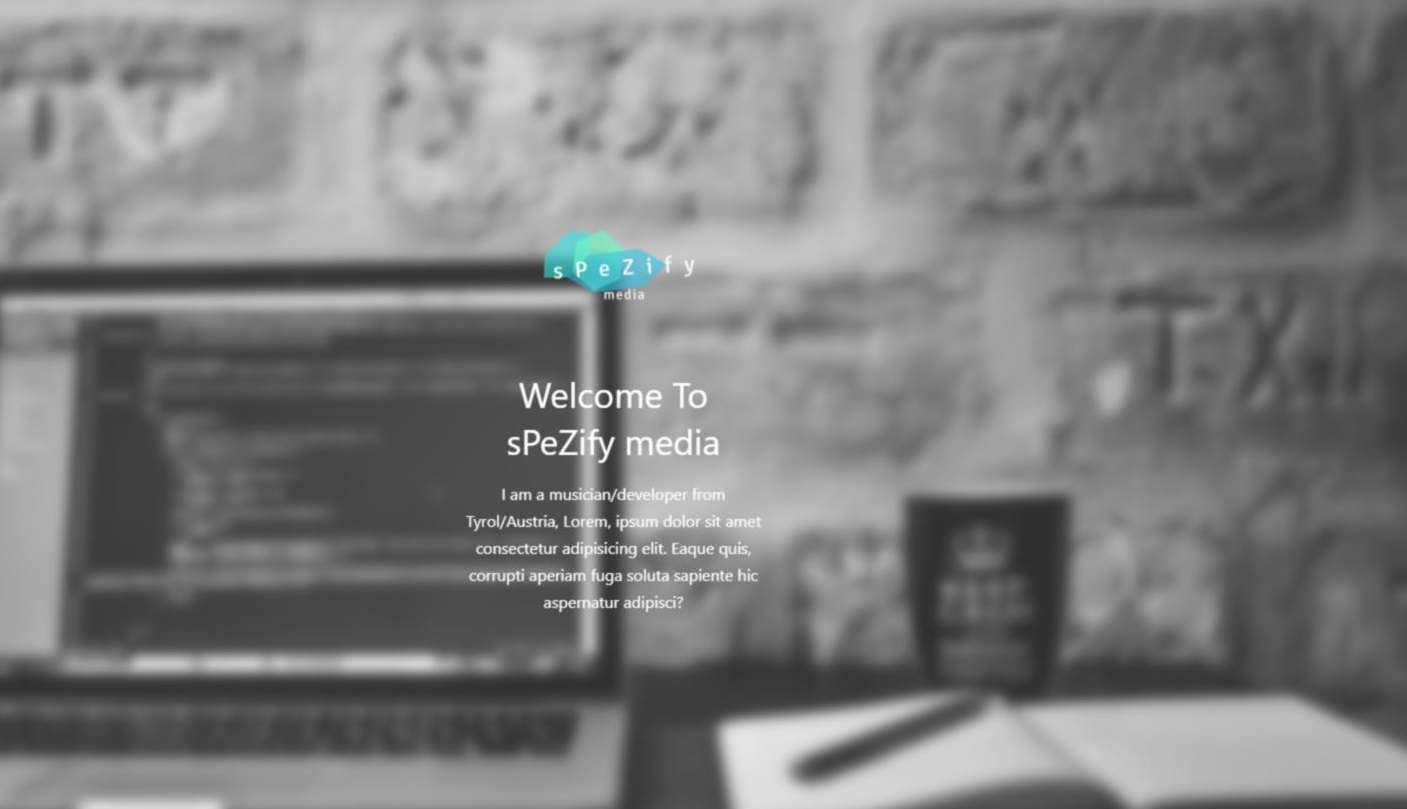 sPeZify
media
Welcome To
sPeZify media
I am a musician/developer from
Tyrol/Austria, Lorem, ipsum dolor sit amet
consectetur adipisicing elit. Eaque quis,
corrupti aperiam fuga soluta sapiente hic
aspernatur adipisci?